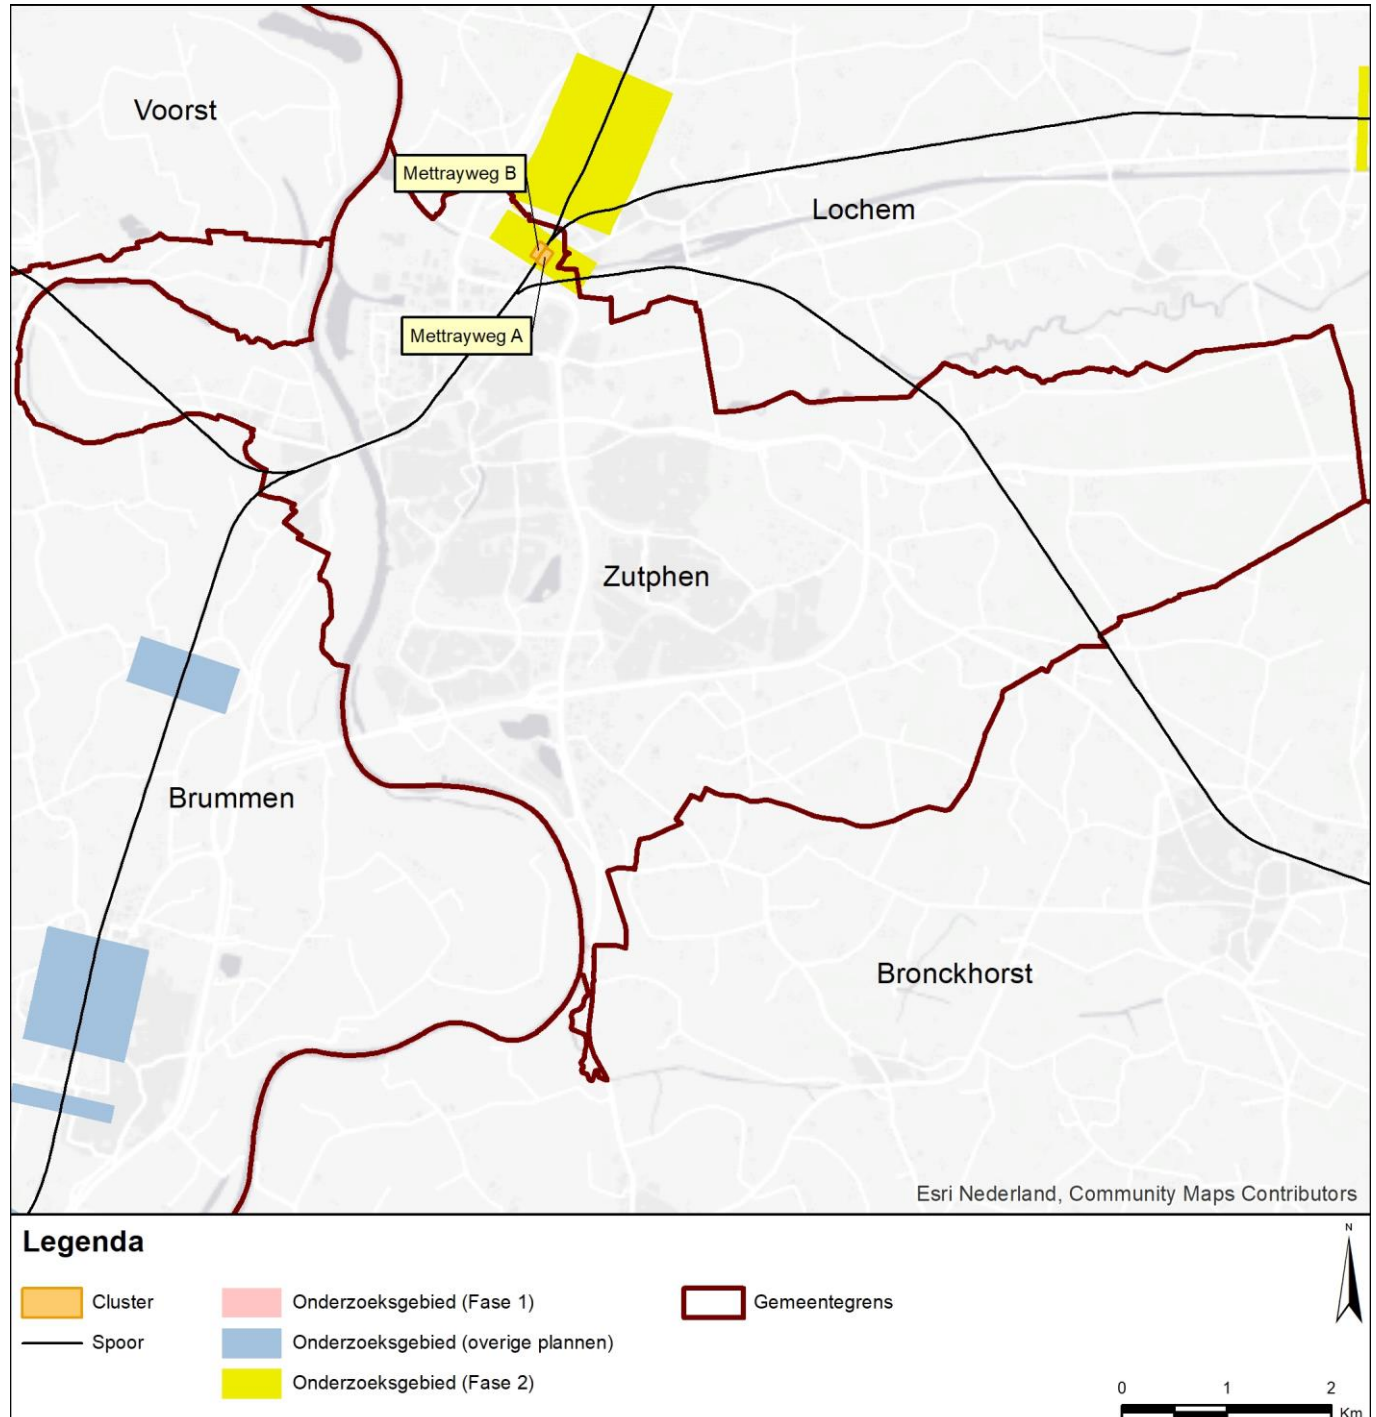 Voorst
Mettrayweg B
Lochem
Mettrayweg A
Zutphen
Brummen
Bronckhorst
Esri Nederland, Community Maps Contributors
Legenda
N
Cluster
Onderzoeksgebied (Fase 1)
Gemeentegrens
Spoor
Onderzoeksgebied (overige plannen)
Onderzoeksgebied (Fase 2)
0 1 2
Km